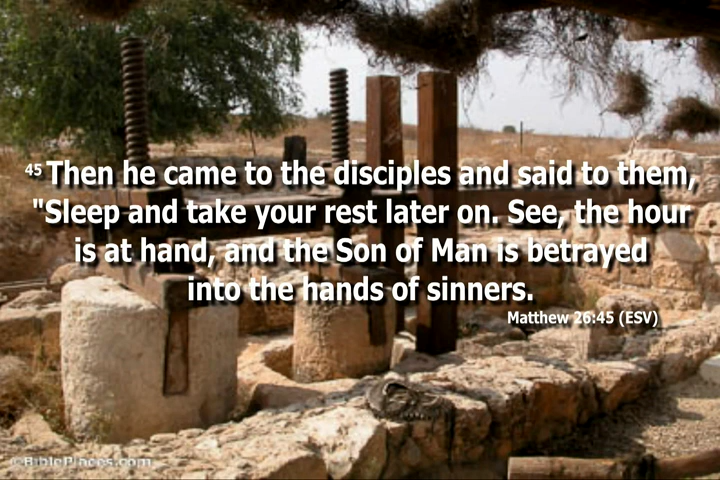 45 Then he came to the disciples and said to them,
"Sleep and take your rest later on. See, the hour
is at hand, and the Son of Man is betrayed
into the hands of sinners.
Matthew 26:45 (ESV)
©BiblePlaces.com